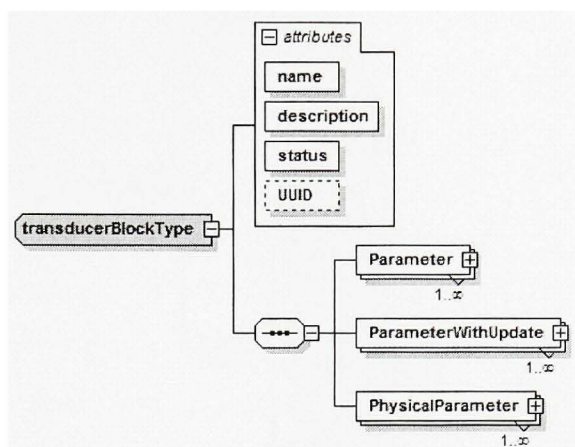 attributes
name
description
status
UUID
transducerBlockType
Parameter
1..∞
ParameterWithUpdate
1..∞
PhysicalParameter
1..∞